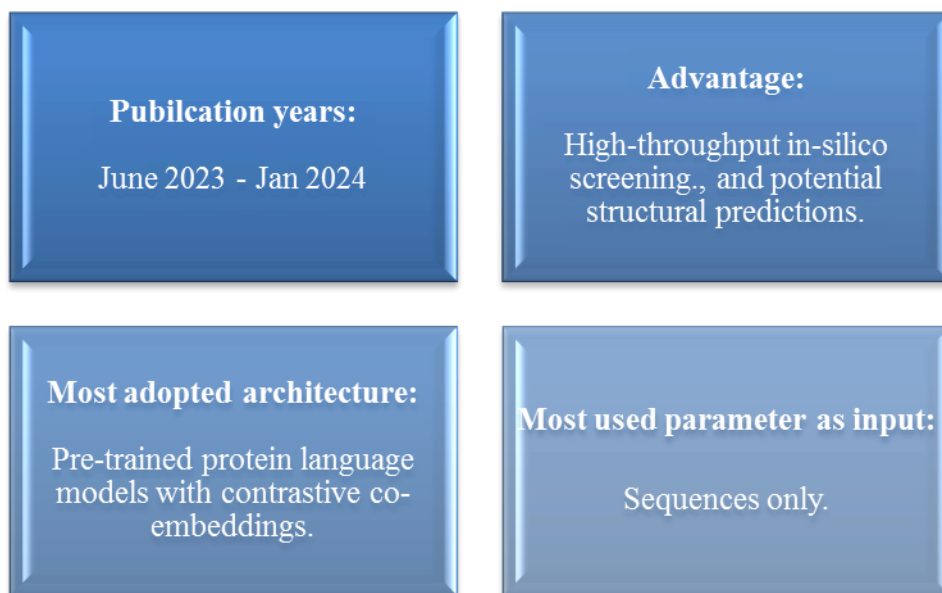 Pubilcation years:
June 2023 - Jan 2024
Advantage:
High-throughput in-silico
screening., and potential
structural predictions.
Most adopted architecture:
Pre-trained protein language
models with contrastive co-
embeddings.
Most used parameter as input:
Sequences only.